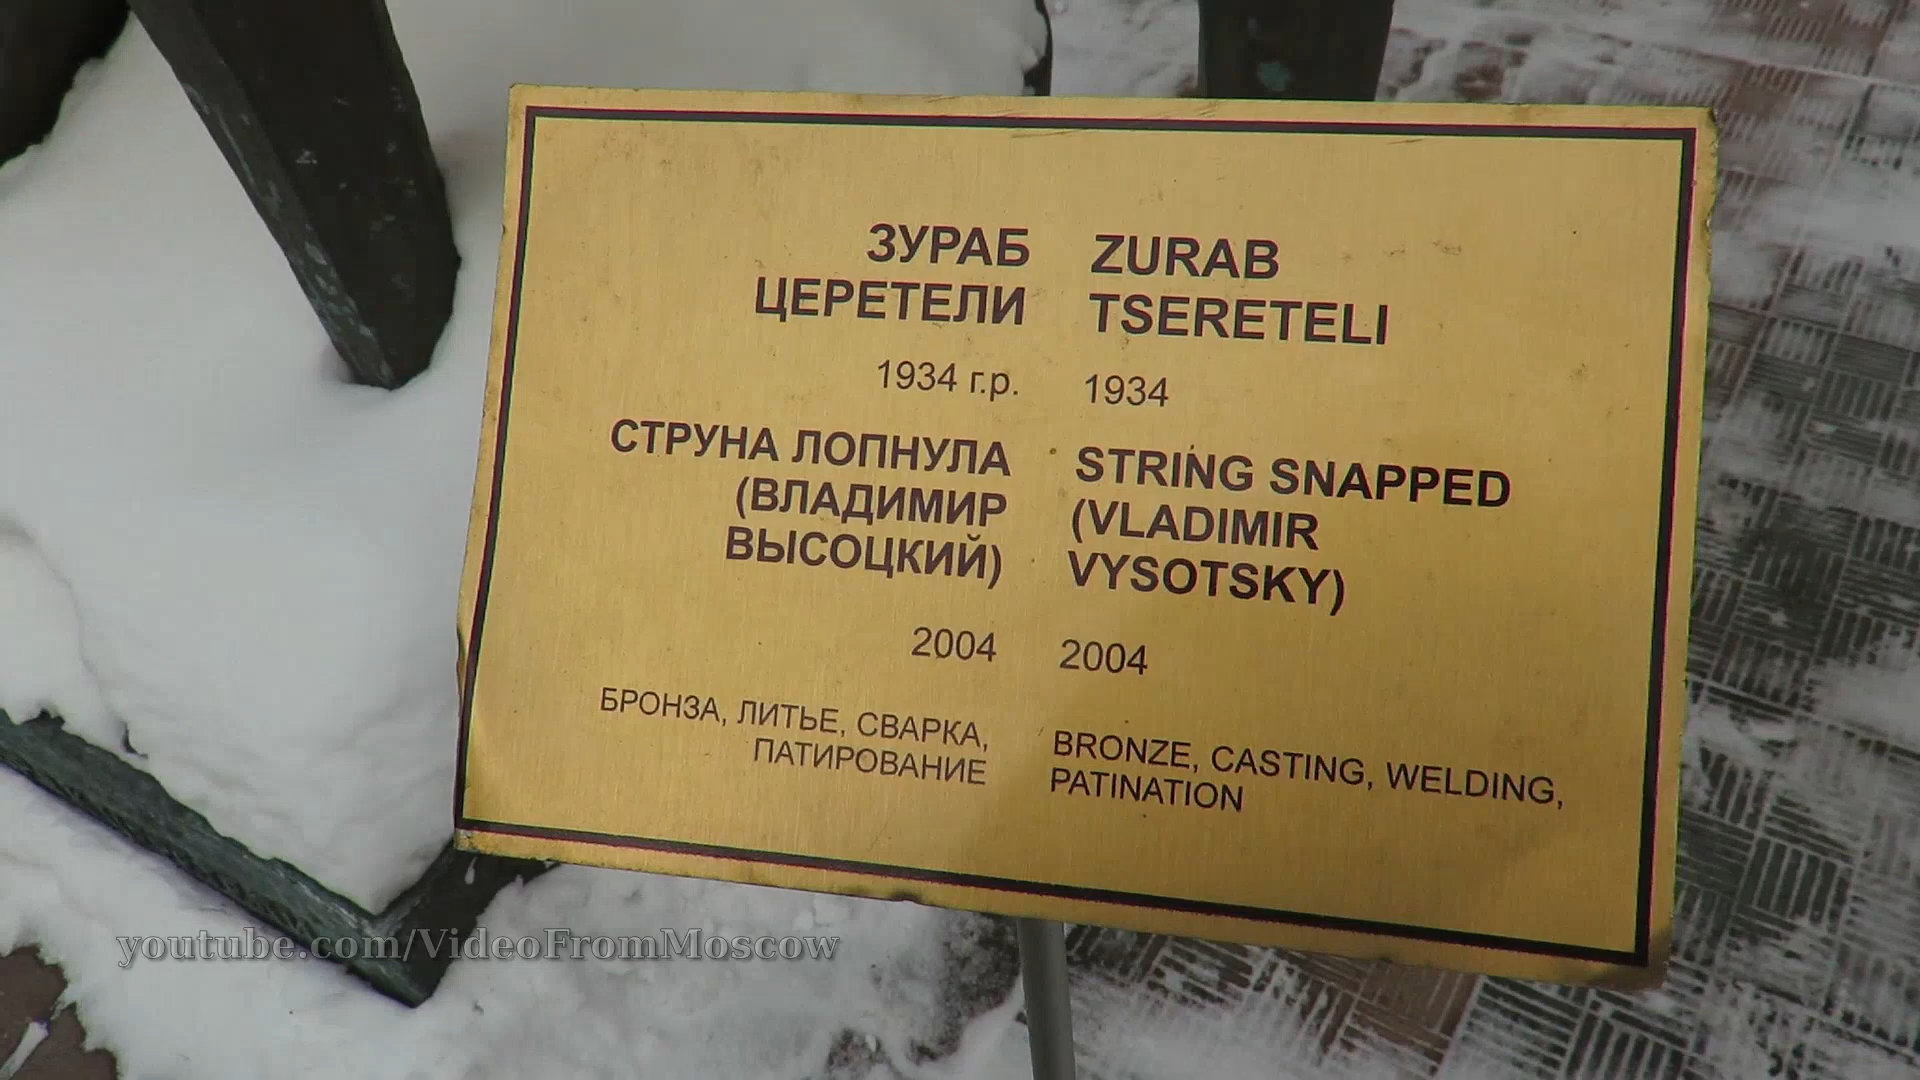 ЗУРАБ
ЦЕРЕТЕЛИ
1934 г.р.
СТРУНА ЛОПНУЛА
(ВЛАДИМИР
ВЫСОЦКИЙ)
2004
БРОНЗА, ЛИТЬЕ, СВАРКА,
ПАТИРОВАНИЕ
ZURAB
TSERETELI
1934
STRING SNAPPED
(VLADIMIR
VYSOTSKY)
2004
BRONZE, CASTING, WELDING,
PATINATION
youtube.com/VideoFromMoscow